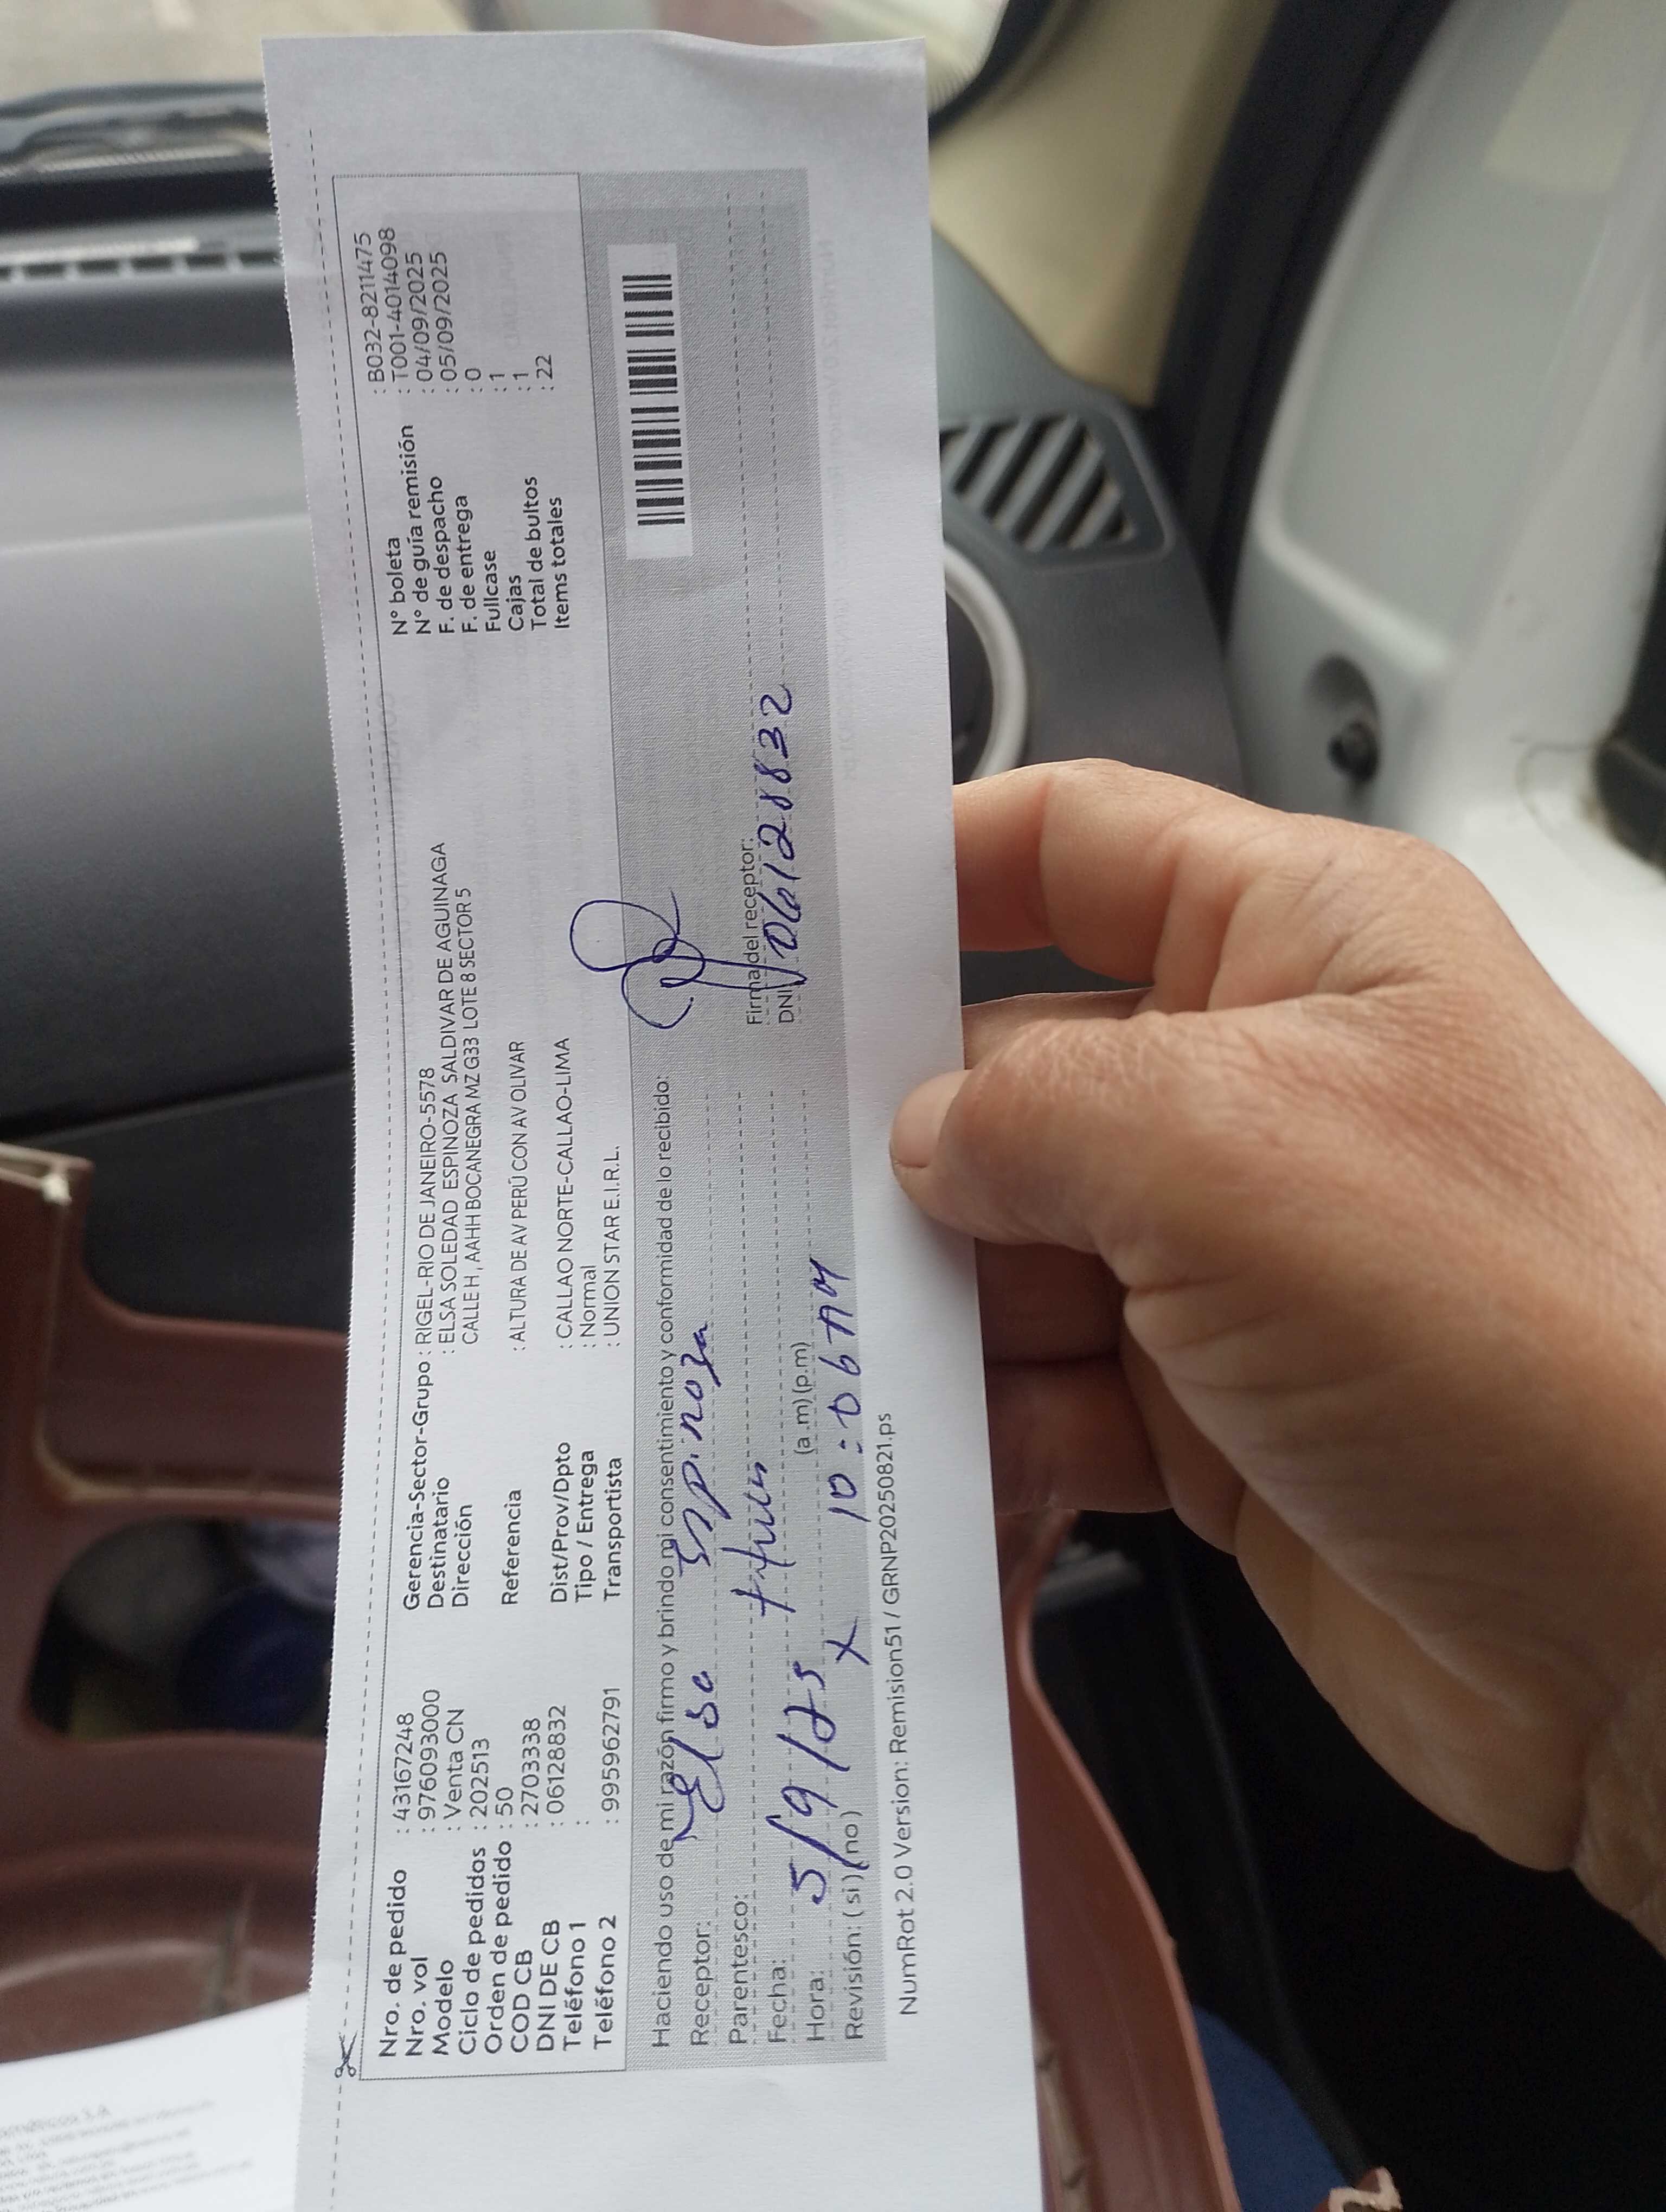 Nro. de pedido : 43167248
Nro. val : 976093000
Modelo : Venta CN
Ciclo de pedidos : 202513
Orden de pedido : 50
COD CB : 2703338
DNI DE CB : 06128832
Teléfono 1 :
Teléfono 2 : 995962791
Gerencia-Sector-Grupo : RIGEL-RIO DE JANEIRO-5578
Destinatario : ELSA SOLEDAD ESPINOZA SALDIVAR DE AGUINAGA
Dirección CALLE H , AAHH BOCANEGRA MZ G33 LOTE 8 SECTOR 5
Referencia : ALTURA DE AV PERÚ CON AV OLIVAR
Dist/Prov/Dpto : CALLAO NORTE-CALLAO-LIMA
Tipo / Entrega : Normal
Transportista : UNION STAR E.I.R.L.
N° boleta : B032-8211475
N° de guía remisión : T001-4014098
F. de despacho : 04/09/2025
F. de entrega : 05/09/2025
Fullcase : 0
Cajas : 1
Total de bultos : 1
Items totales : 22
Haciendo uso de mi razón firmo y brindo mi consentimiento y conformidad de lo recibido:
Receptor: Elsa Espinoza
Parentesco:
Fecha: 5/9/25
Hora: (a.m)(p.m) 10:06 AM
Revisión: (si)(no) X
Firma del receptor:
DNI 06128832
NumRot 2.0 Version: Remision51 / GRNP20250821.ps